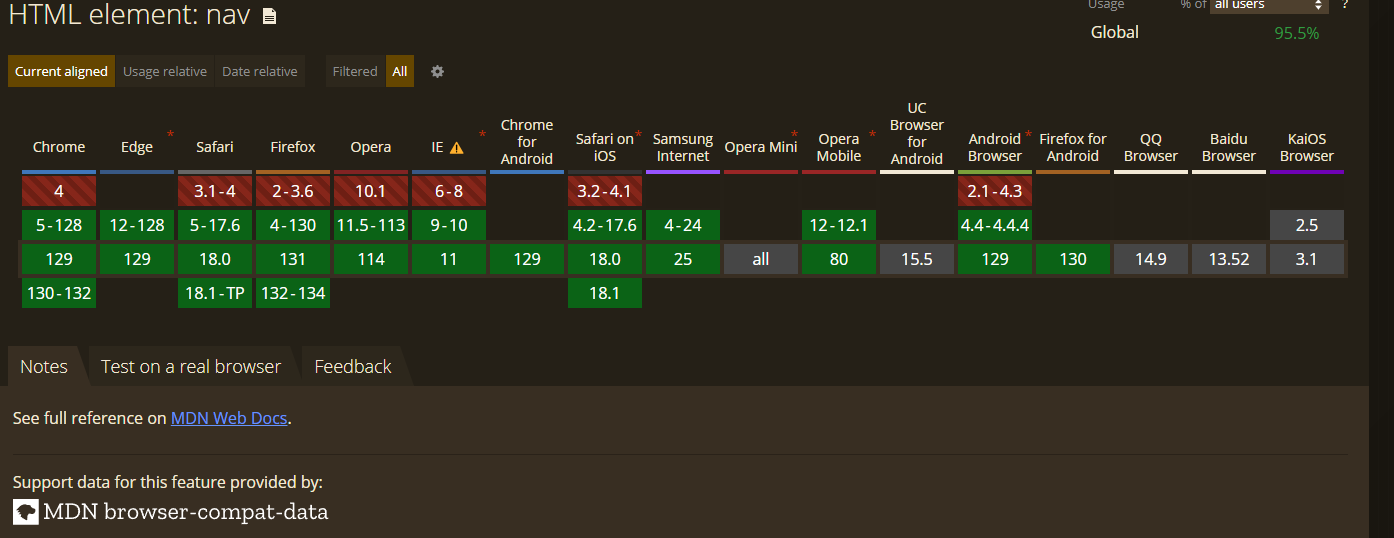 HTML element: nav
Usage % of all users ?
Global 95.5%
Current aligned Usage relative Date relative Filtered All
Chrome Edge * Safari Firefox Opera IE * Chrome for Android Safari on iOS * Samsung Internet Opera Mini * Opera Mobile * UC Browser for Android Android Browser * Firefox for Android QQ Browser Baidu Browser KaiOS Browser
4 3.1-4 2-3.6 10.1 6-8 3.2-4.1 2.1-4.3
5-128 12-128 5-17.6 4-130 11.5-113 9-10 4.2-17.6 4-24 12-12.1 4.4-4.4.4 2.5
129 129 18.0 131 114 11 129 18.0 25 all 80 15.5 129 130 14.9 13.52 3.1
130-132 18.1-TP 132-134 18.1
Notes Test on a real browser Feedback
See full reference on MDN Web Docs.
Support data for this feature provided by:
MDN browser-compat-data